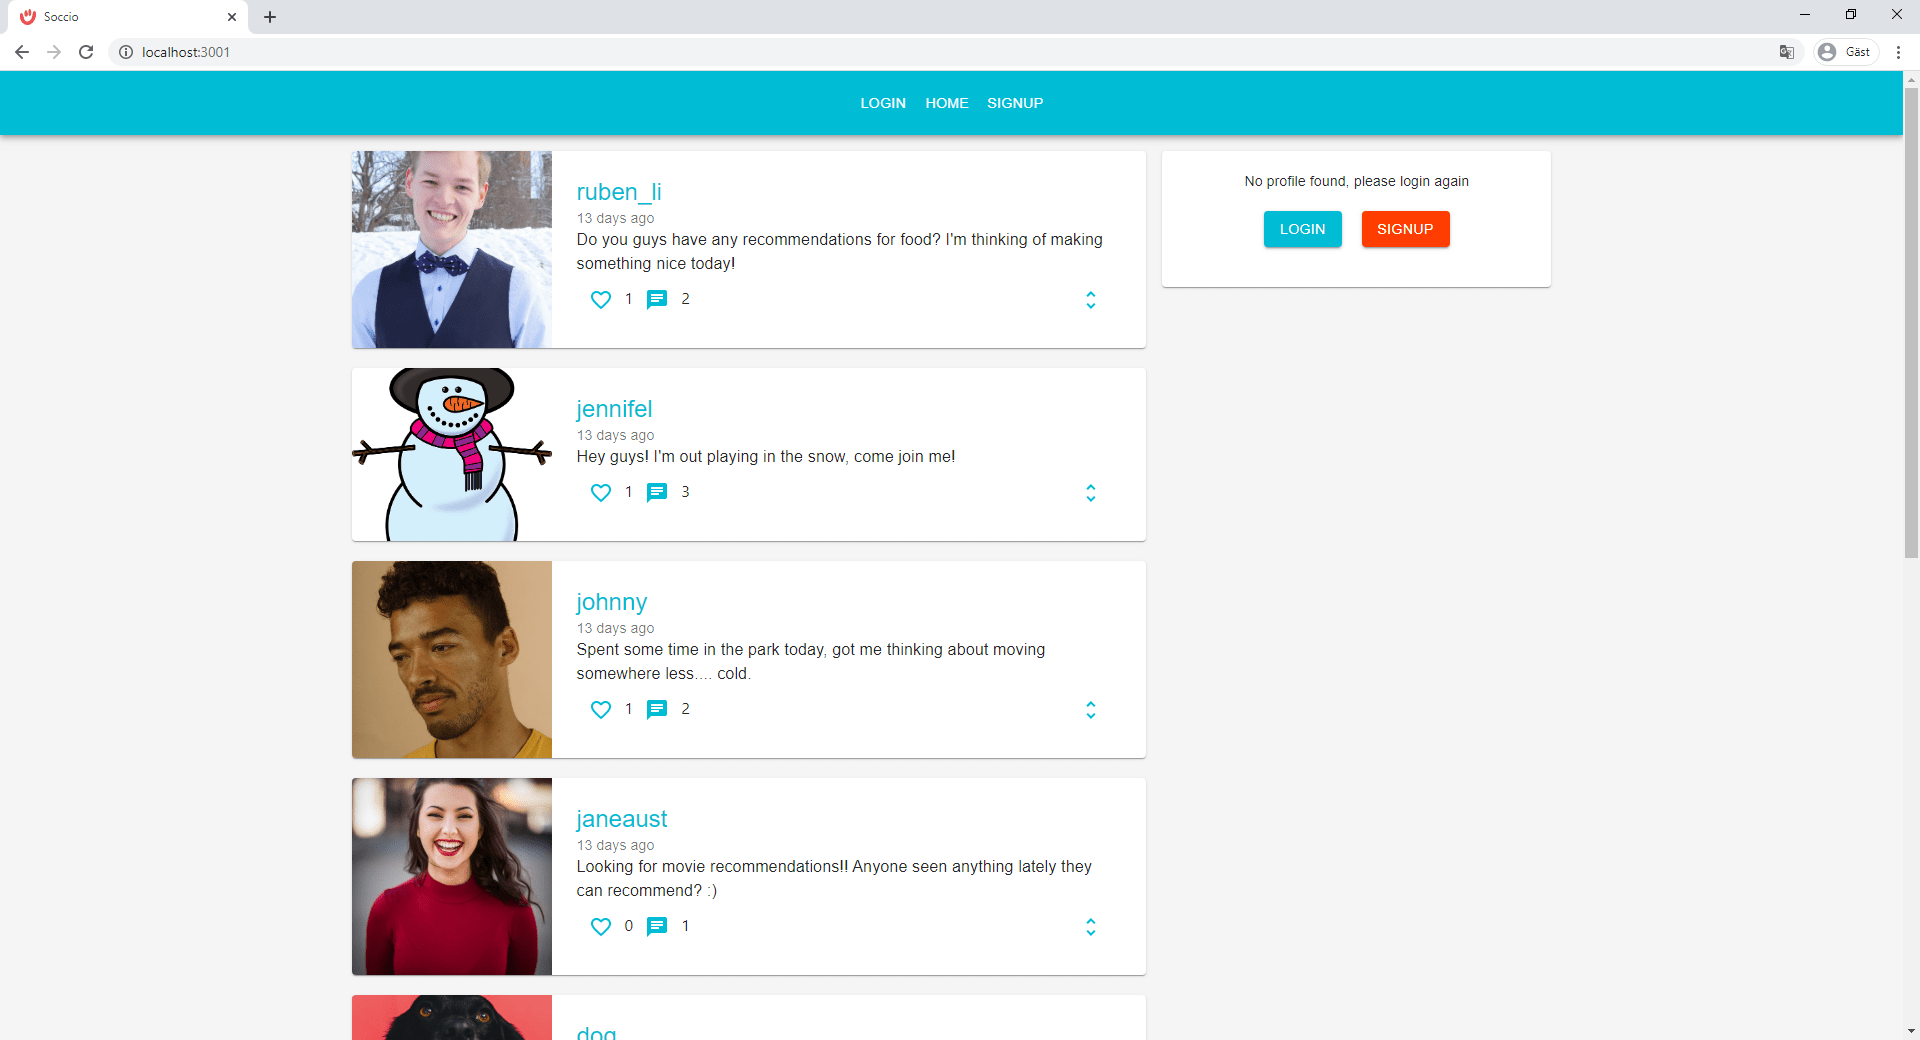 Soccio
localhost:3001
Gäst
LOGIN HOME SIGNUP
ruben_li
13 days ago
Do you guys have any recommendations for food? I'm thinking of making
something nice today!
1 2
No profile found, please login again
LOGIN SIGNUP
jennifel
13 days ago
Hey guys! I'm out playing in the snow, come join me!
1 3
johnny
13 days ago
Spent some time in the park today, got me thinking about moving
somewhere less.... cold.
1 2
janeaust
13 days ago
Looking for movie recommendations!! Anyone seen anything lately they
can recommend? :)
0 1
dog